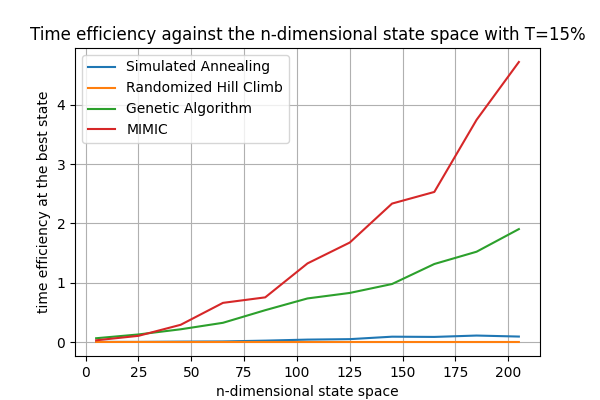 Time efficiency against the n-dimensional state space with T=15%
Simulated Annealing
Randomized Hill Climb
Genetic Algorithm
MIMIC
time efficiency at the best state
4
3
2
1
0
0 25 50 75 100 125 150 175 200
n-dimensional state space